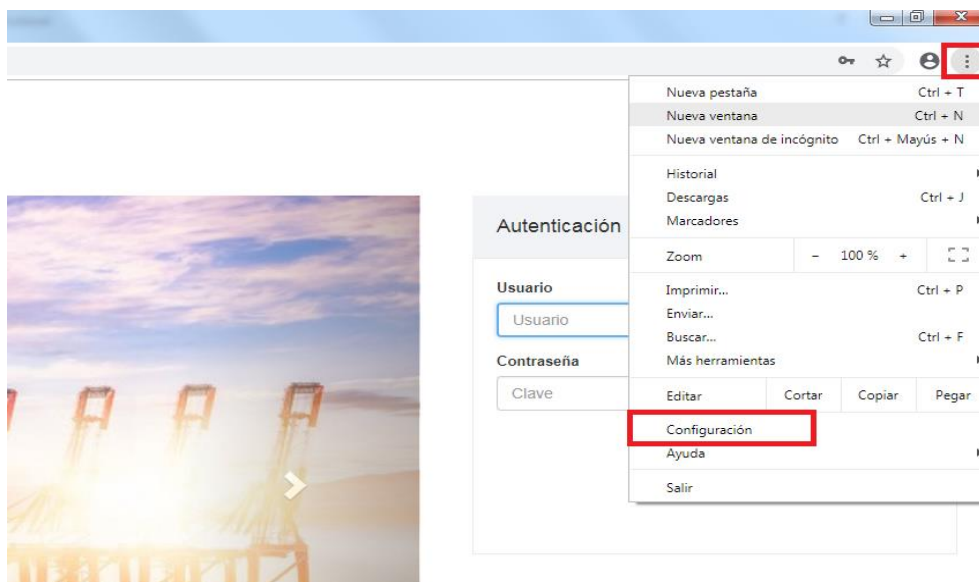 Nueva pestaña Ctrl + T
Nueva ventana Ctrl + N
Nueva ventana de incógnito Ctrl + Mayús + N
Historial
Descargas Ctrl + J
Marcadores
Zoom - 100 % +
Imprimir... Ctrl + P
Enviar...
Buscar... Ctrl + F
Más herramientas
Editar Cortar Copiar Pegar
Configuración
Ayuda
Salir
Autenticación
Usuario
Usuario
Contraseña
Clave